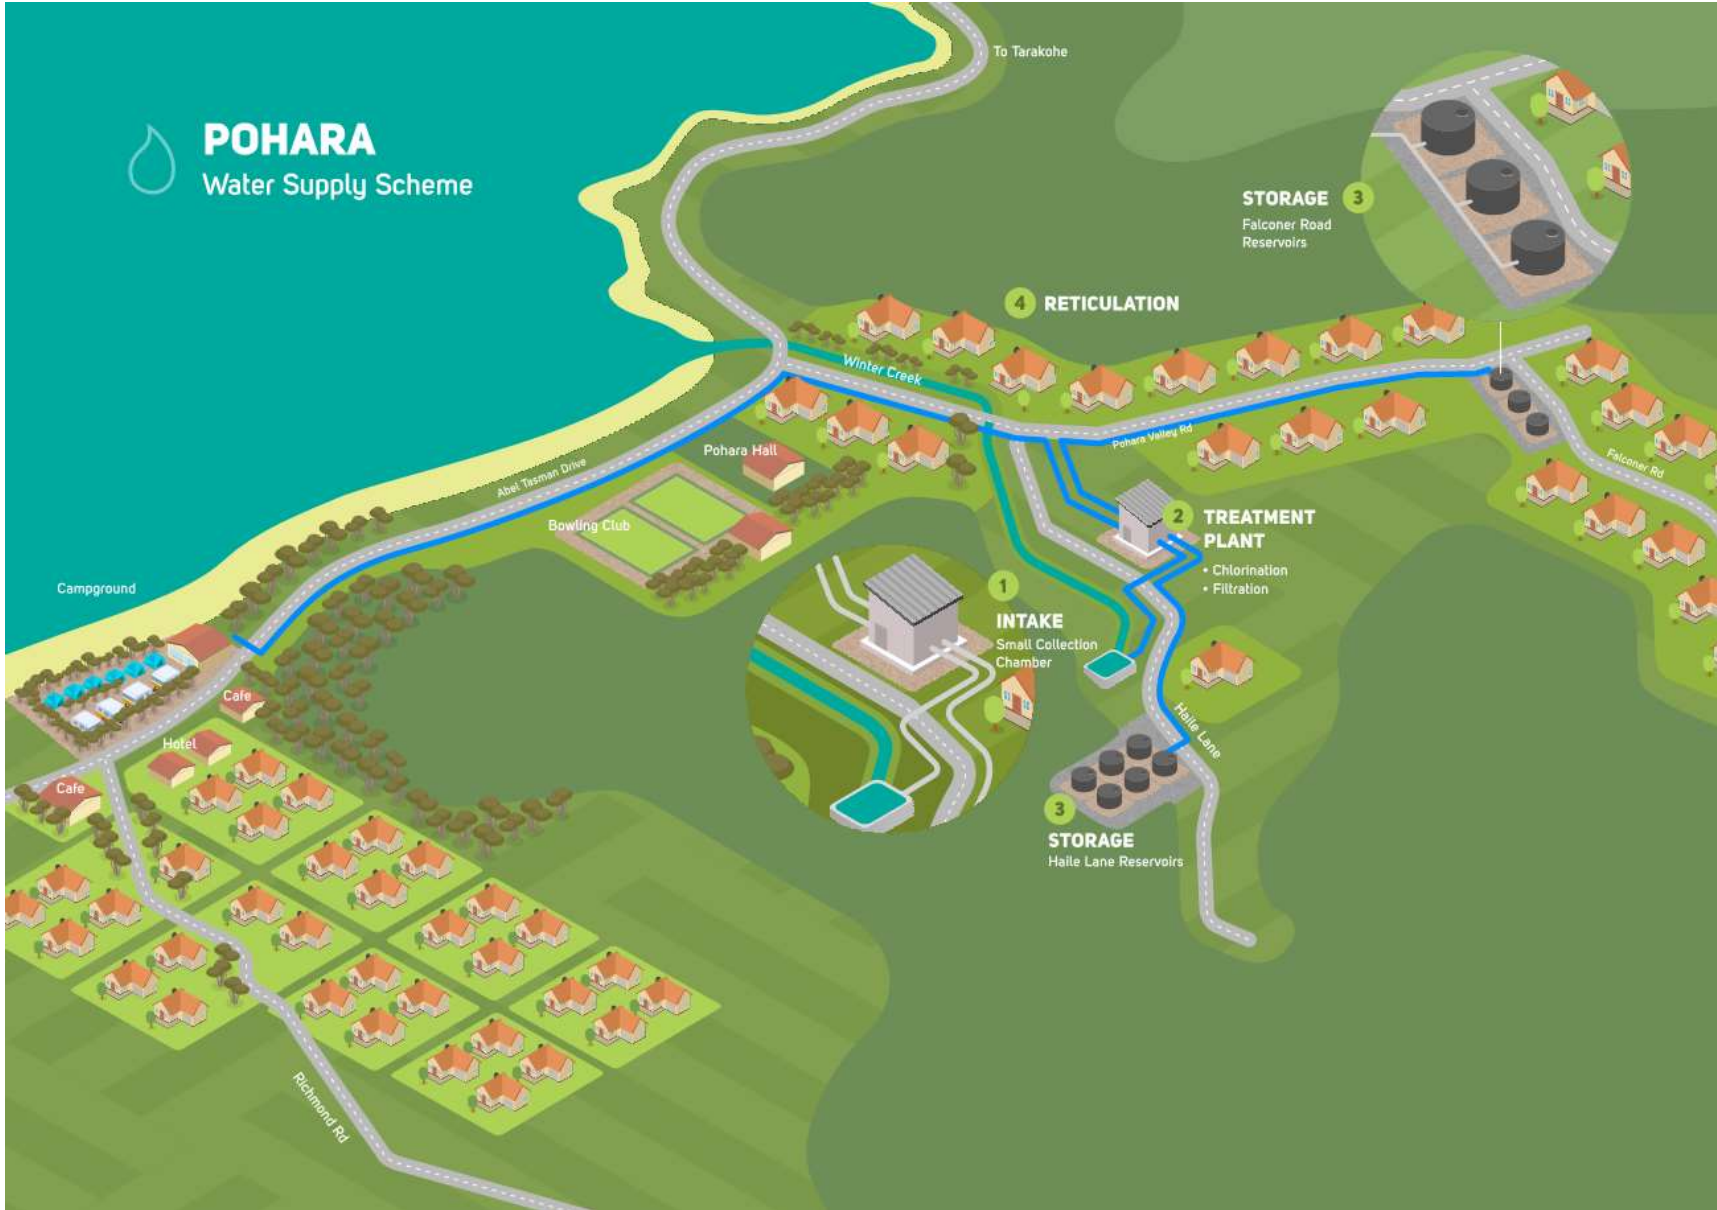 POHARA
Water Supply Scheme
To Tarakohe
STORAGE 3
Falconer Road
Reservoirs
4 RETICULATION
Winter Creek
Pohara Valley Rd
Falconer Rd
Pohara Hall
Abel Tasman Drive
Bowling Club
2 TREATMENT
PLANT
• Chlorination
• Filtration
Campground
1
INTAKE
Small Collection
Chamber
Cafe
Haile Lane
Hotel
Cafe
3
STORAGE
Haile Lane Reservoirs
Richmond Rd